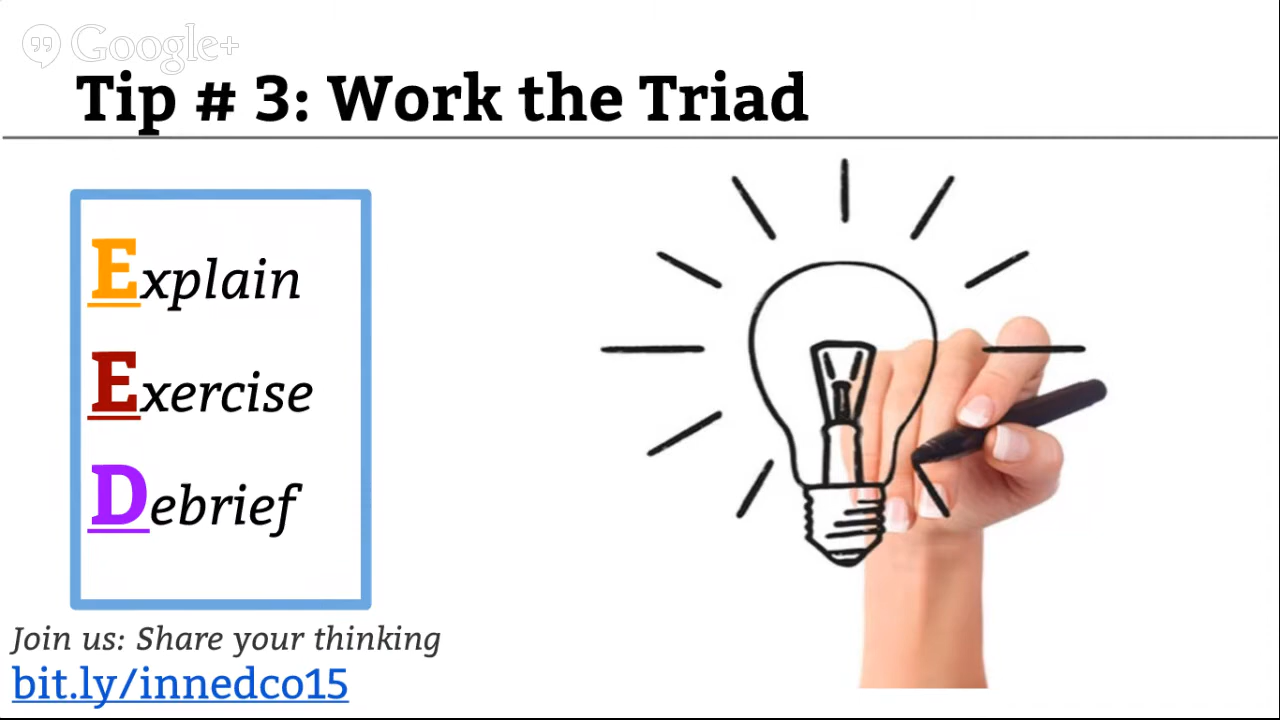 Google+
Tip # 3: Work the Triad
Explain
Exercise
Debrief
Join us: Share your thinking
bit.ly/innedco15